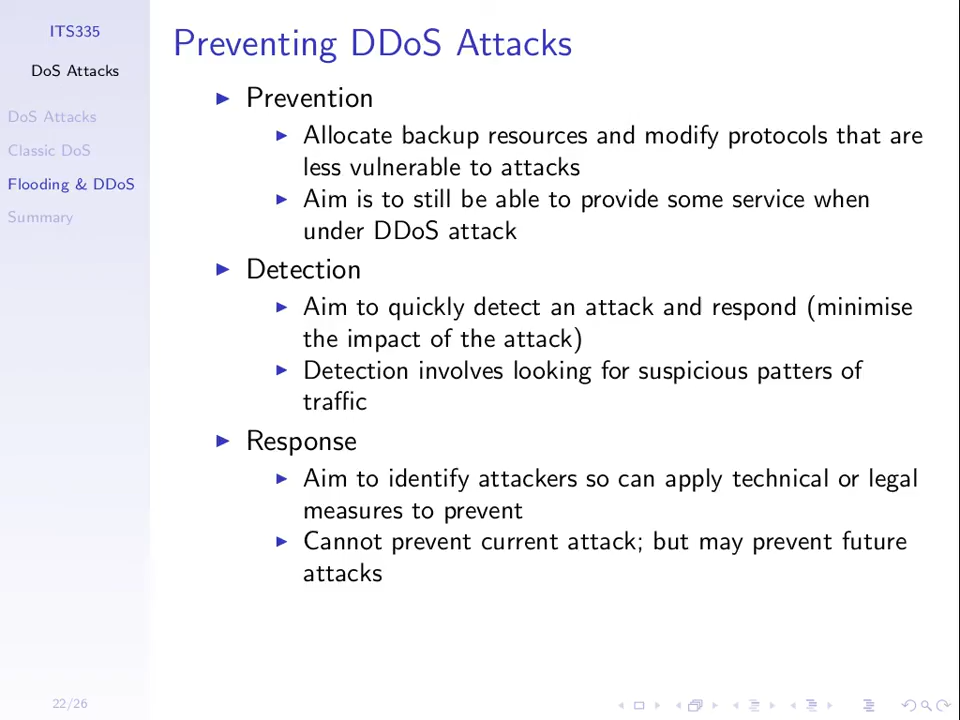 ITS335
DoS Attacks
DoS Attacks
Classic DoS
Flooding & DDoS
Summary
Preventing DDoS Attacks
Prevention
Allocate backup resources and modify protocols that are
less vulnerable to attacks
Aim is to still be able to provide some service when
under DDoS attack
Detection
Aim to quickly detect an attack and respond (minimise
the impact of the attack)
Detection involves looking for suspicious patters of
traffic
Response
Aim to identify attackers so can apply technical or legal
measures to prevent
Cannot prevent current attack; but may prevent future
attacks
22/26